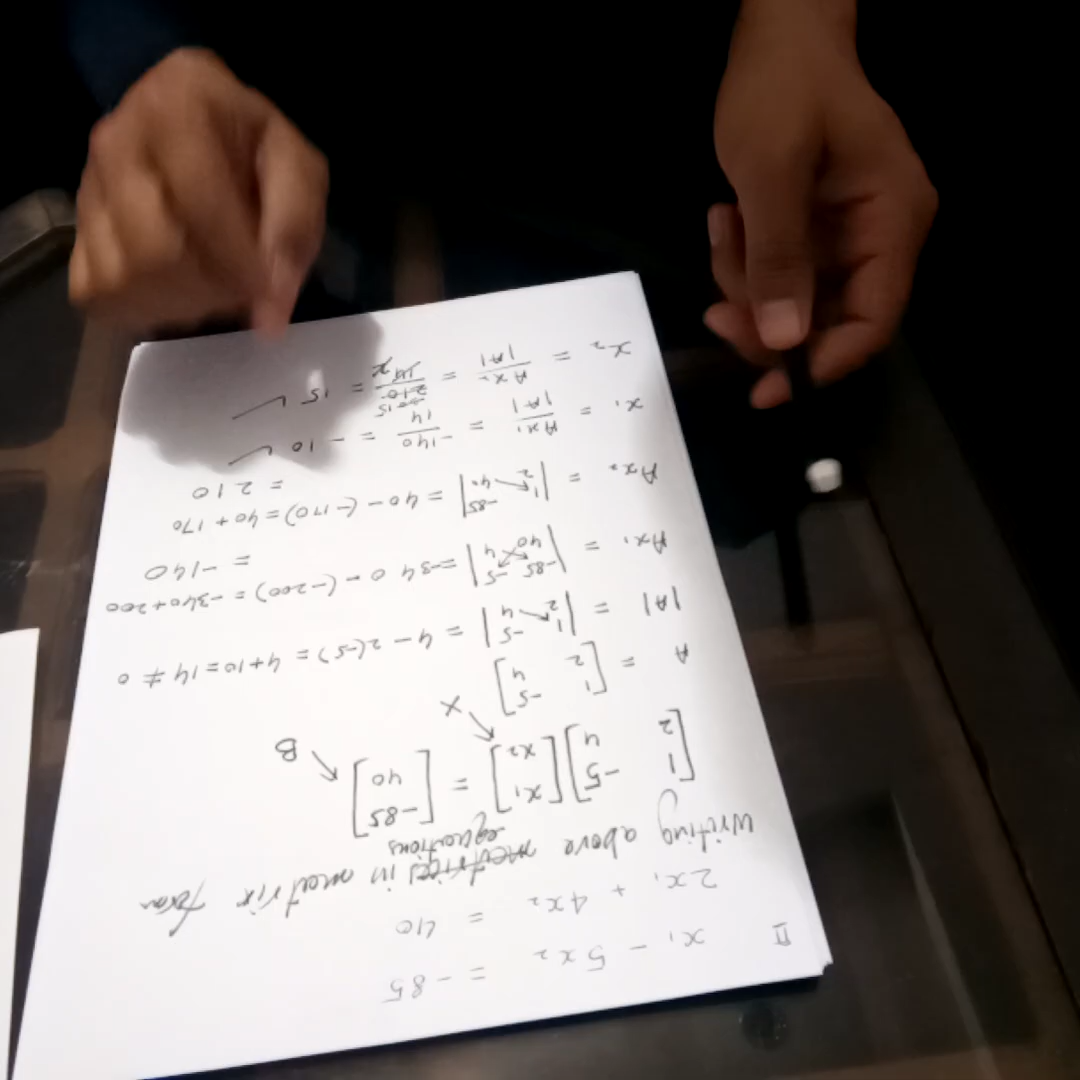 II x₁ - 5x₂ = -85
2x₁ + 4x₂ = 40
Writing above matrices in matrix form
equations
[1 -5; 2 4] [x₁; x₂] = [-85; 40]
X B
A = [1 -5; 2 4]
|A| = |1 -5; 2 4| = 4 - 2(-5) = 4+10 = 14 ≠ 0
Ax₁ = |-85 -5; 40 4| = -340 - (-200) = -340+200
= -140
Ax₂ = |1 -85; 2 40| = 40 - (-170) = 40 + 170
= 210
x₁ = Ax₁/|A| = -140/14 = -10 ✓
x₂ = Ax₂/|A| = 210/14 = 15 ✓